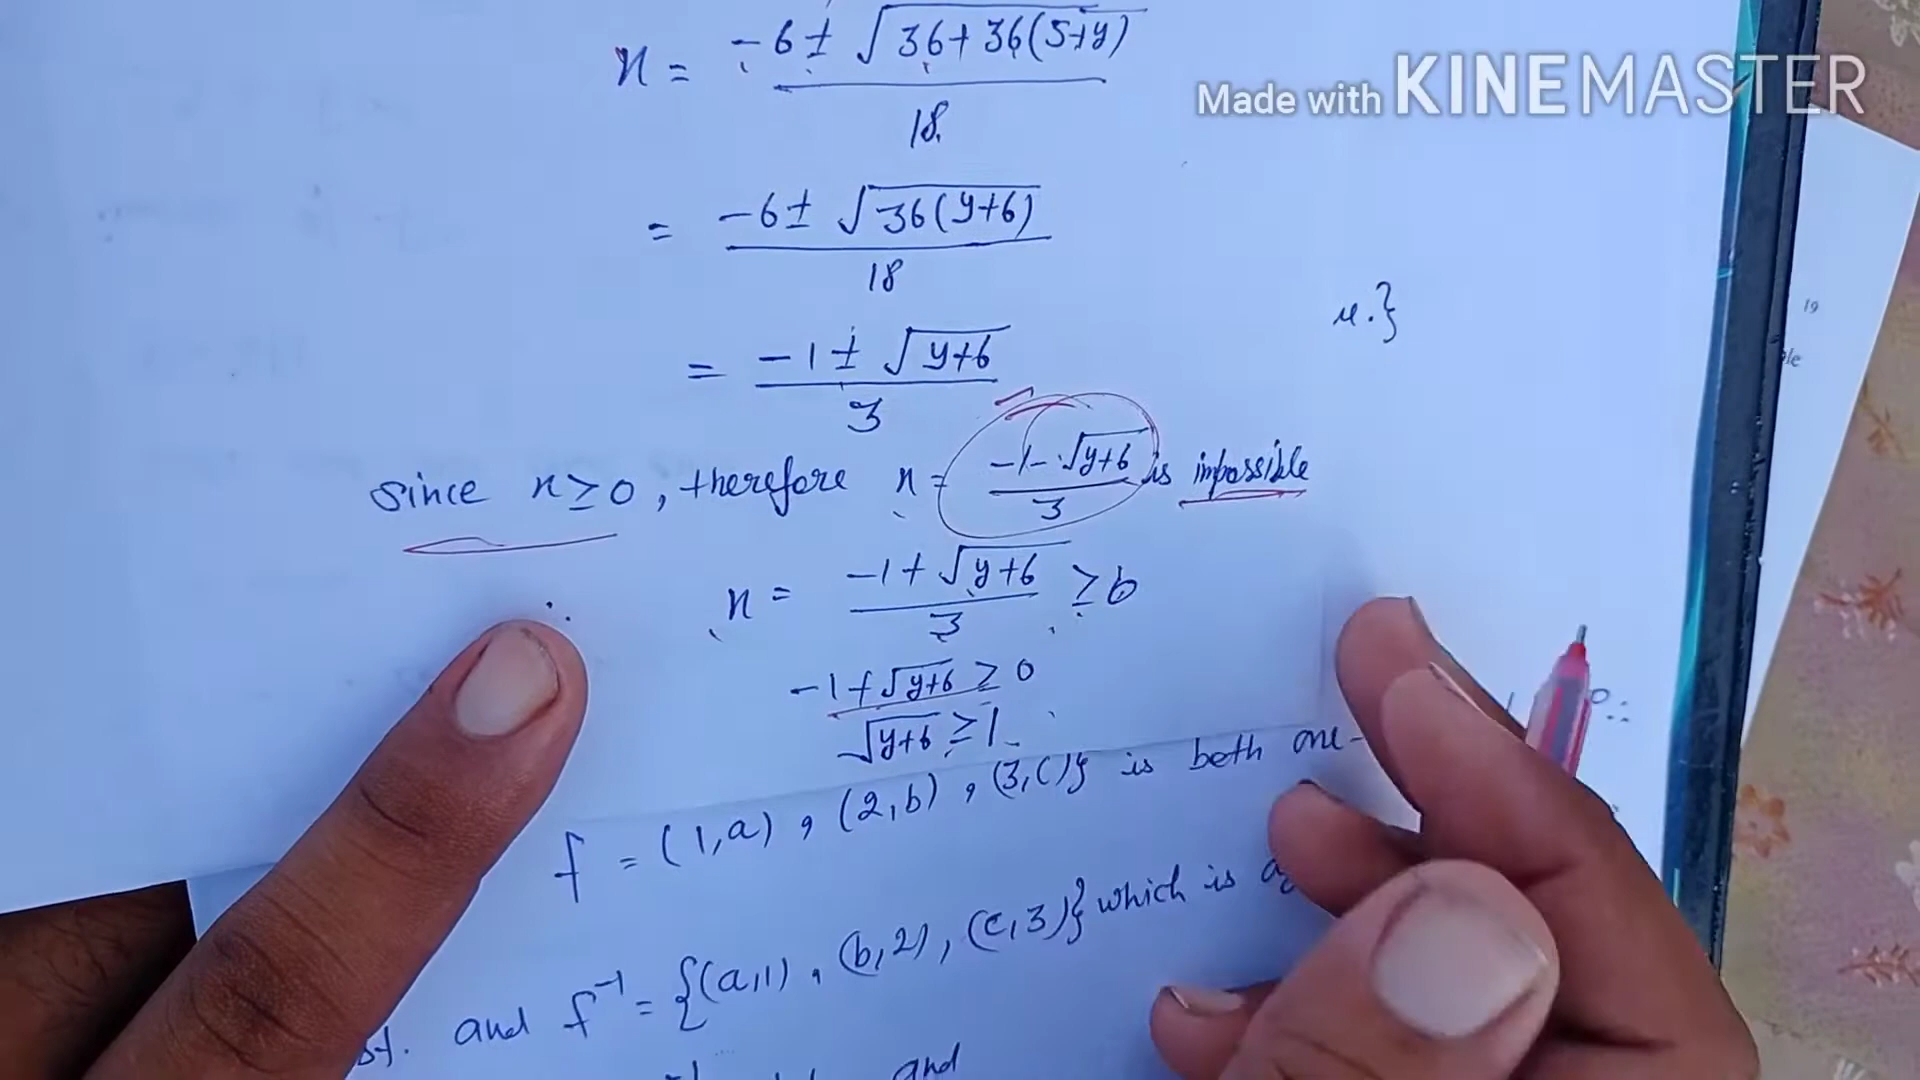 x = -6 ± √36+36(5+y)
18
Made with KINEMASTER
= -6 ± √36(y+6)
18
= -1 ± √y+6
3
since x ≥ 0, therefore x = -1-√y+6 is impossible
3
x = -1+√y+6 ≥ 0
3
-1+√y+6 ≥ 0
√y+6 ≥ 1
f = (1,a), (2,b), (3,c)} is both one-
and f⁻¹ = {(a,1), (b,2), (c,3)} which is
and